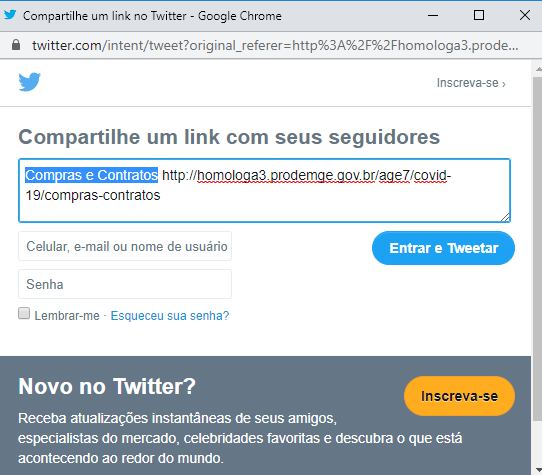 Compartilhe um link no Twitter - Google Chrome
twitter.com/intent/tweet?original_referer=http%3A%2F%2Fhomologa3.prode...
Inscreva-se ›
Compartilhe um link com seus seguidores
Compras e Contratos http://homologa3.prodemge.gov.br/age7/covid-
19/compras-contratos
Celular, e-mail ou nome de usuário
Entrar e Tweetar
Senha
Lembrar-me · Esqueceu sua senha?
Novo no Twitter?
Inscreva-se
Receba atualizações instantâneas de seus amigos,
especialistas do mercado, celebridades favoritas e descubra o que está
acontecendo ao redor do mundo.